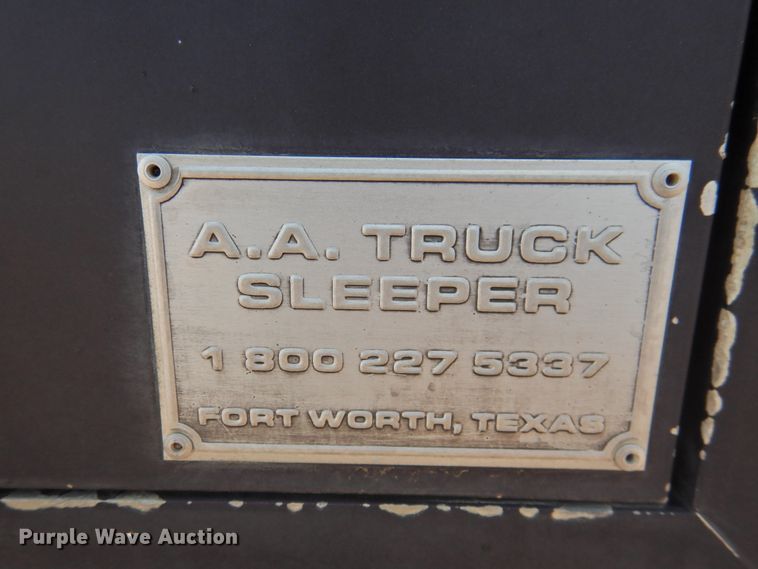 A.A. TRUCK
SLEEPER
1 800 227 5337
FORT WORTH, TEXAS
Purple Wave Auction